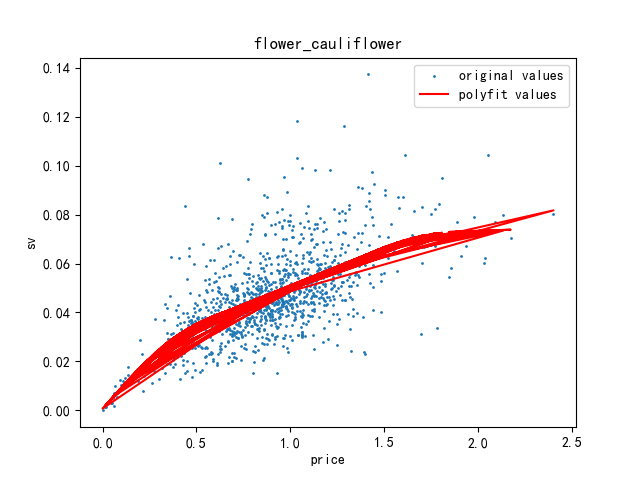 flower_cauliflower
original values
polyfit values
0.14
0.12
0.10
0.08
0.06
0.04
0.02
0.00
sv
0.0 0.5 1.0 1.5 2.0 2.5
price